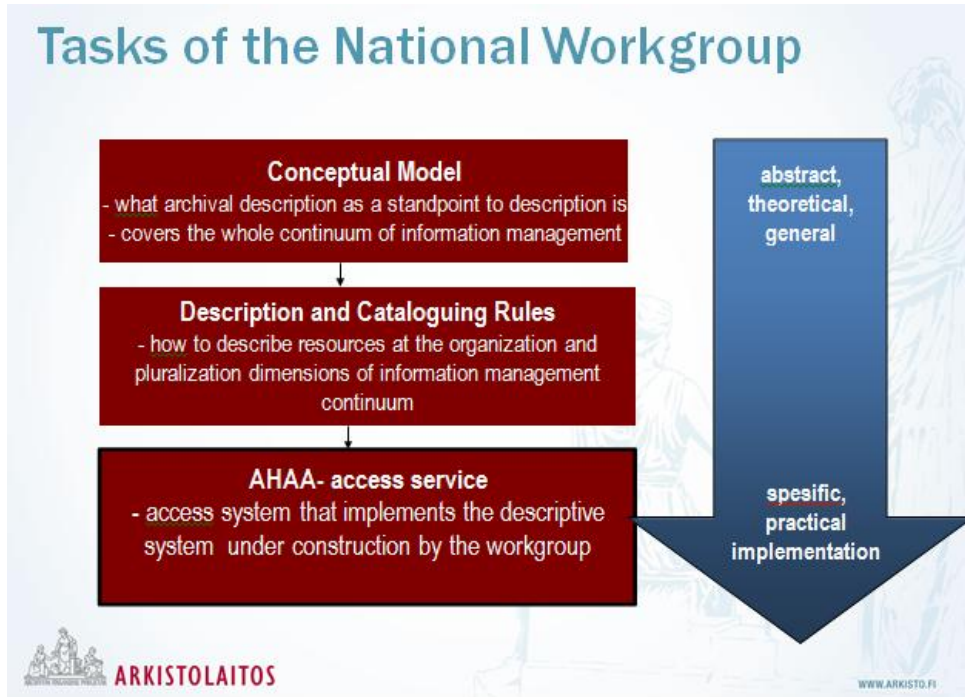 Tasks of the National Workgroup
Conceptual Model
- what archival description as a standpoint to description is
- covers the whole continuum of information management
Description and Cataloguing Rules
- how to describe resources at the organization and
pluralization dimensions of information management
continuum
AHAA- access service
- access system that implements the descriptive
system under construction by the workgroup
abstract,
theoretical,
general
spesific,
practical
implementation
ARKISTOLAITOS
WWW.ARKISTO.FI